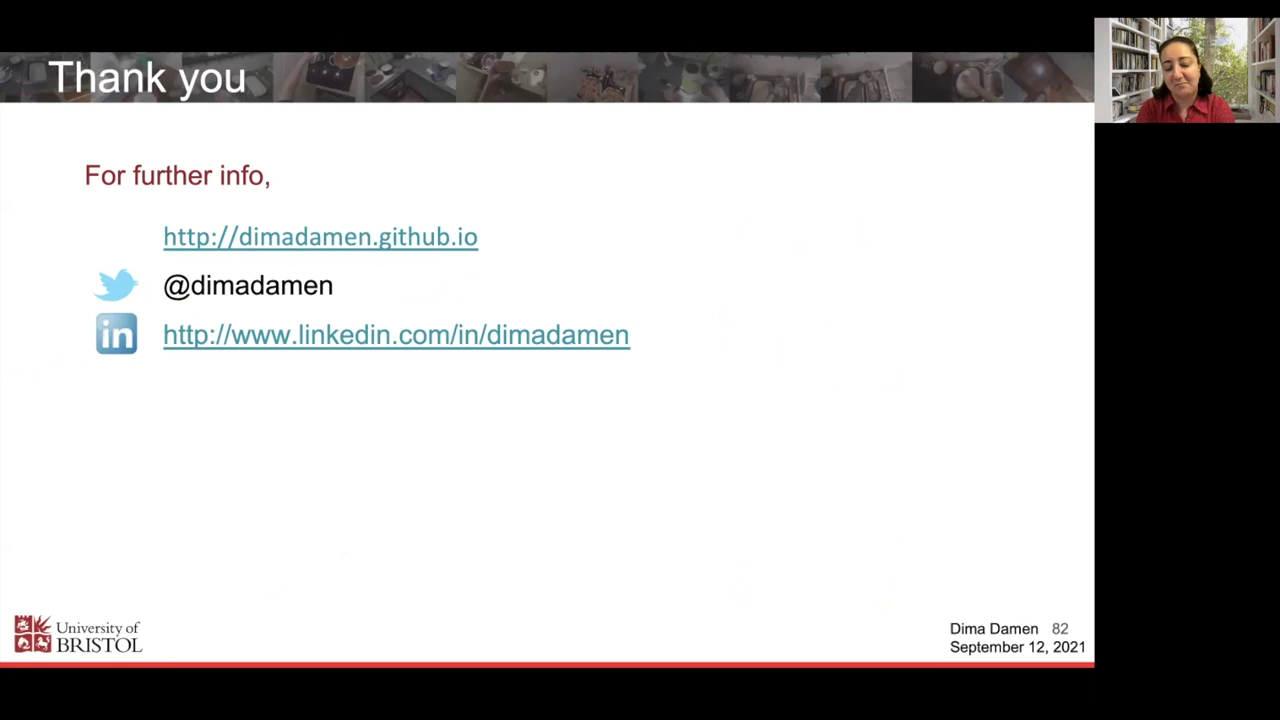 Thank you
For further info,
http://dimadamen.github.io
@dimadamen
in http://www.linkedin.com/in/dimadamen
University of
BRISTOL
Dima Damen 82
September 12, 2021